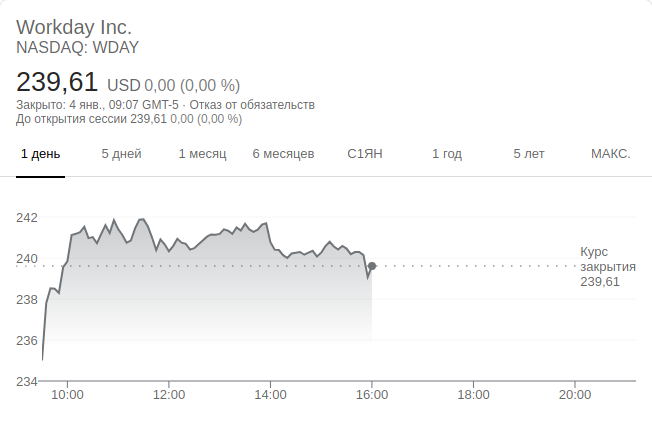 Workday Inc.
NASDAQ: WDAY
239,61 USD 0,00 (0,00 %)
Закрыто: 4 янв., 09:07 GMT-5 · Отказ от обязательств
До открытия сессии 239,61 0,00 (0,00 %)
1 день 5 дней 1 месяц 6 месяцев С1ЯН 1 год 5 лет МАКС.
242
240
238
236
234
Курс
закрытия
239,61
10:00 12:00 14:00 16:00 18:00 20:00